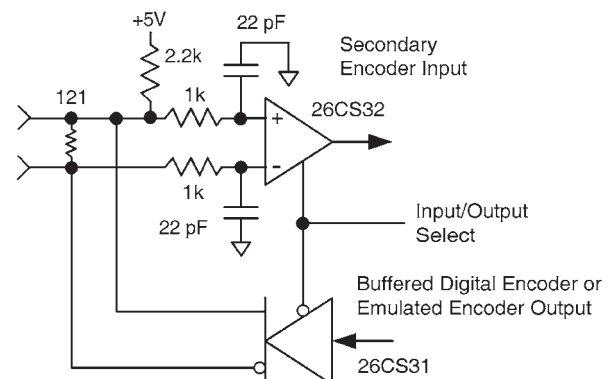 +5V
22 pF
2.2k
Secondary
Encoder Input
121
1k
26CS32
+
-
1k
22 pF
Input/Output
Select
Buffered Digital Encoder or
Emulated Encoder Output
26CS31